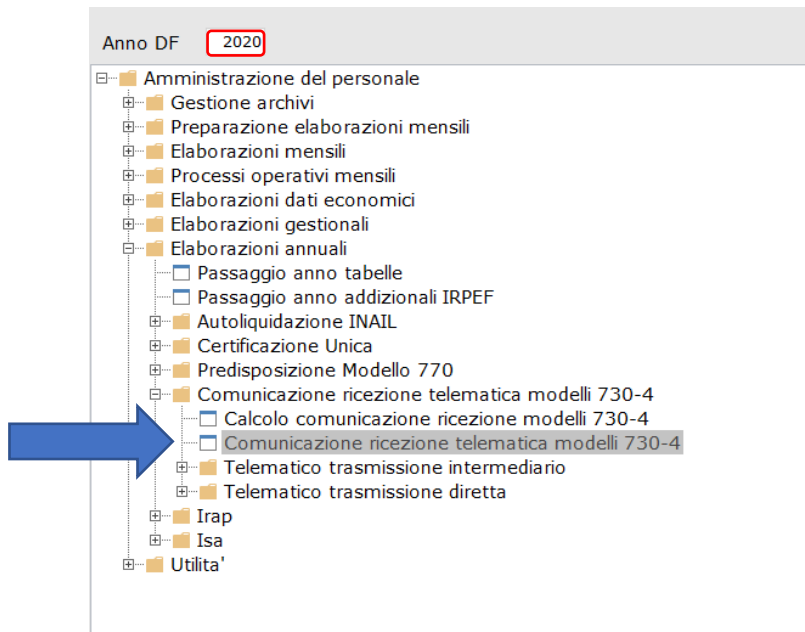 Anno DF 2020
Amministrazione del personale
Gestione archivi
Preparazione elaborazioni mensili
Elaborazioni mensili
Processi operativi mensili
Elaborazioni dati economici
Elaborazioni gestionali
Elaborazioni annuali
Passaggio anno tabelle
Passaggio anno addizionali IRPEF
Autoliquidazione INAIL
Certificazione Unica
Predisposizione Modello 770
Comunicazione ricezione telematica modelli 730-4
Calcolo comunicazione ricezione modelli 730-4
Comunicazione ricezione telematica modelli 730-4
Telematico trasmissione intermediario
Telematico trasmissione diretta
Irap
Isa
Utilita'